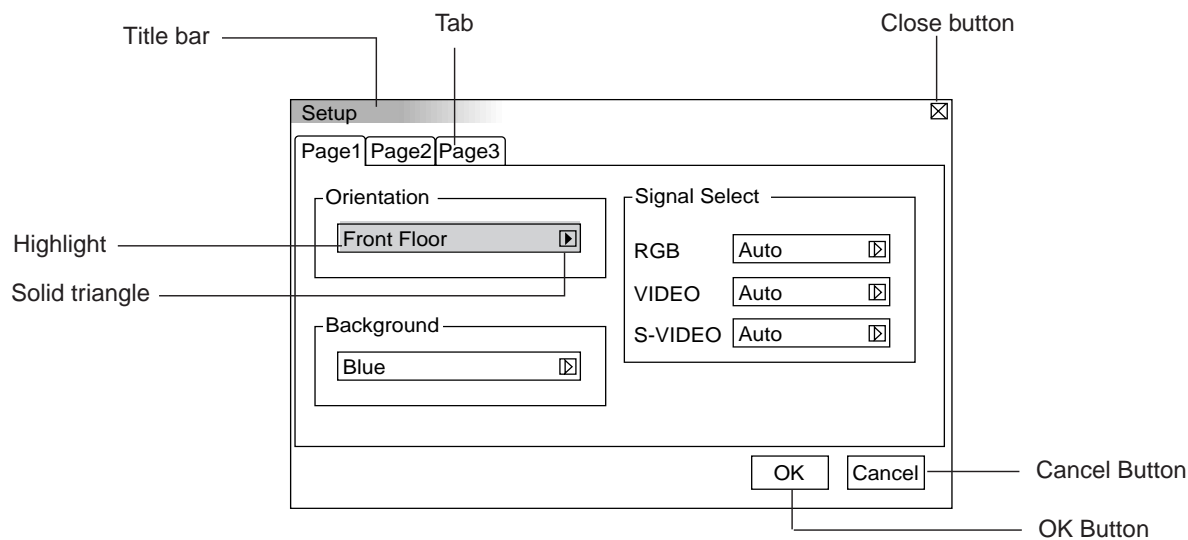 Title bar
Tab
Close button
Setup
Page1 Page2 Page3
Orientation
Front Floor
Highlight
Solid triangle
Background
Blue
Signal Select
RGB Auto
VIDEO Auto
S-VIDEO Auto
OK Cancel
Cancel Button
OK Button